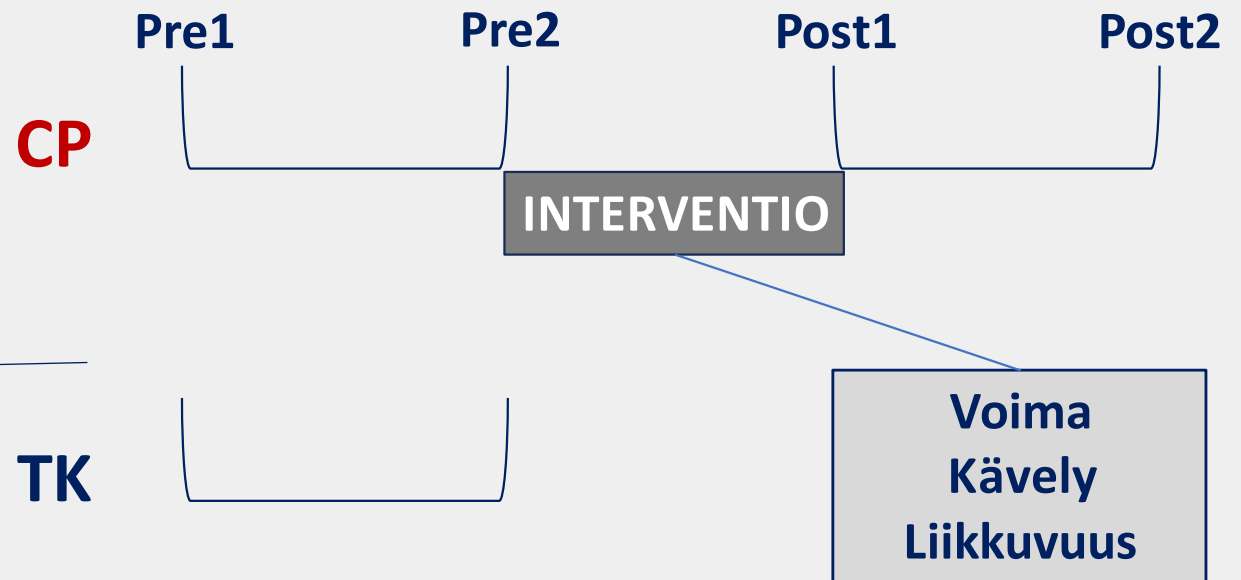 Pre1 Pre2 Post1 Post2
CP
INTERVENTIO
TK
Voima
Kävely
Liikkuvuus